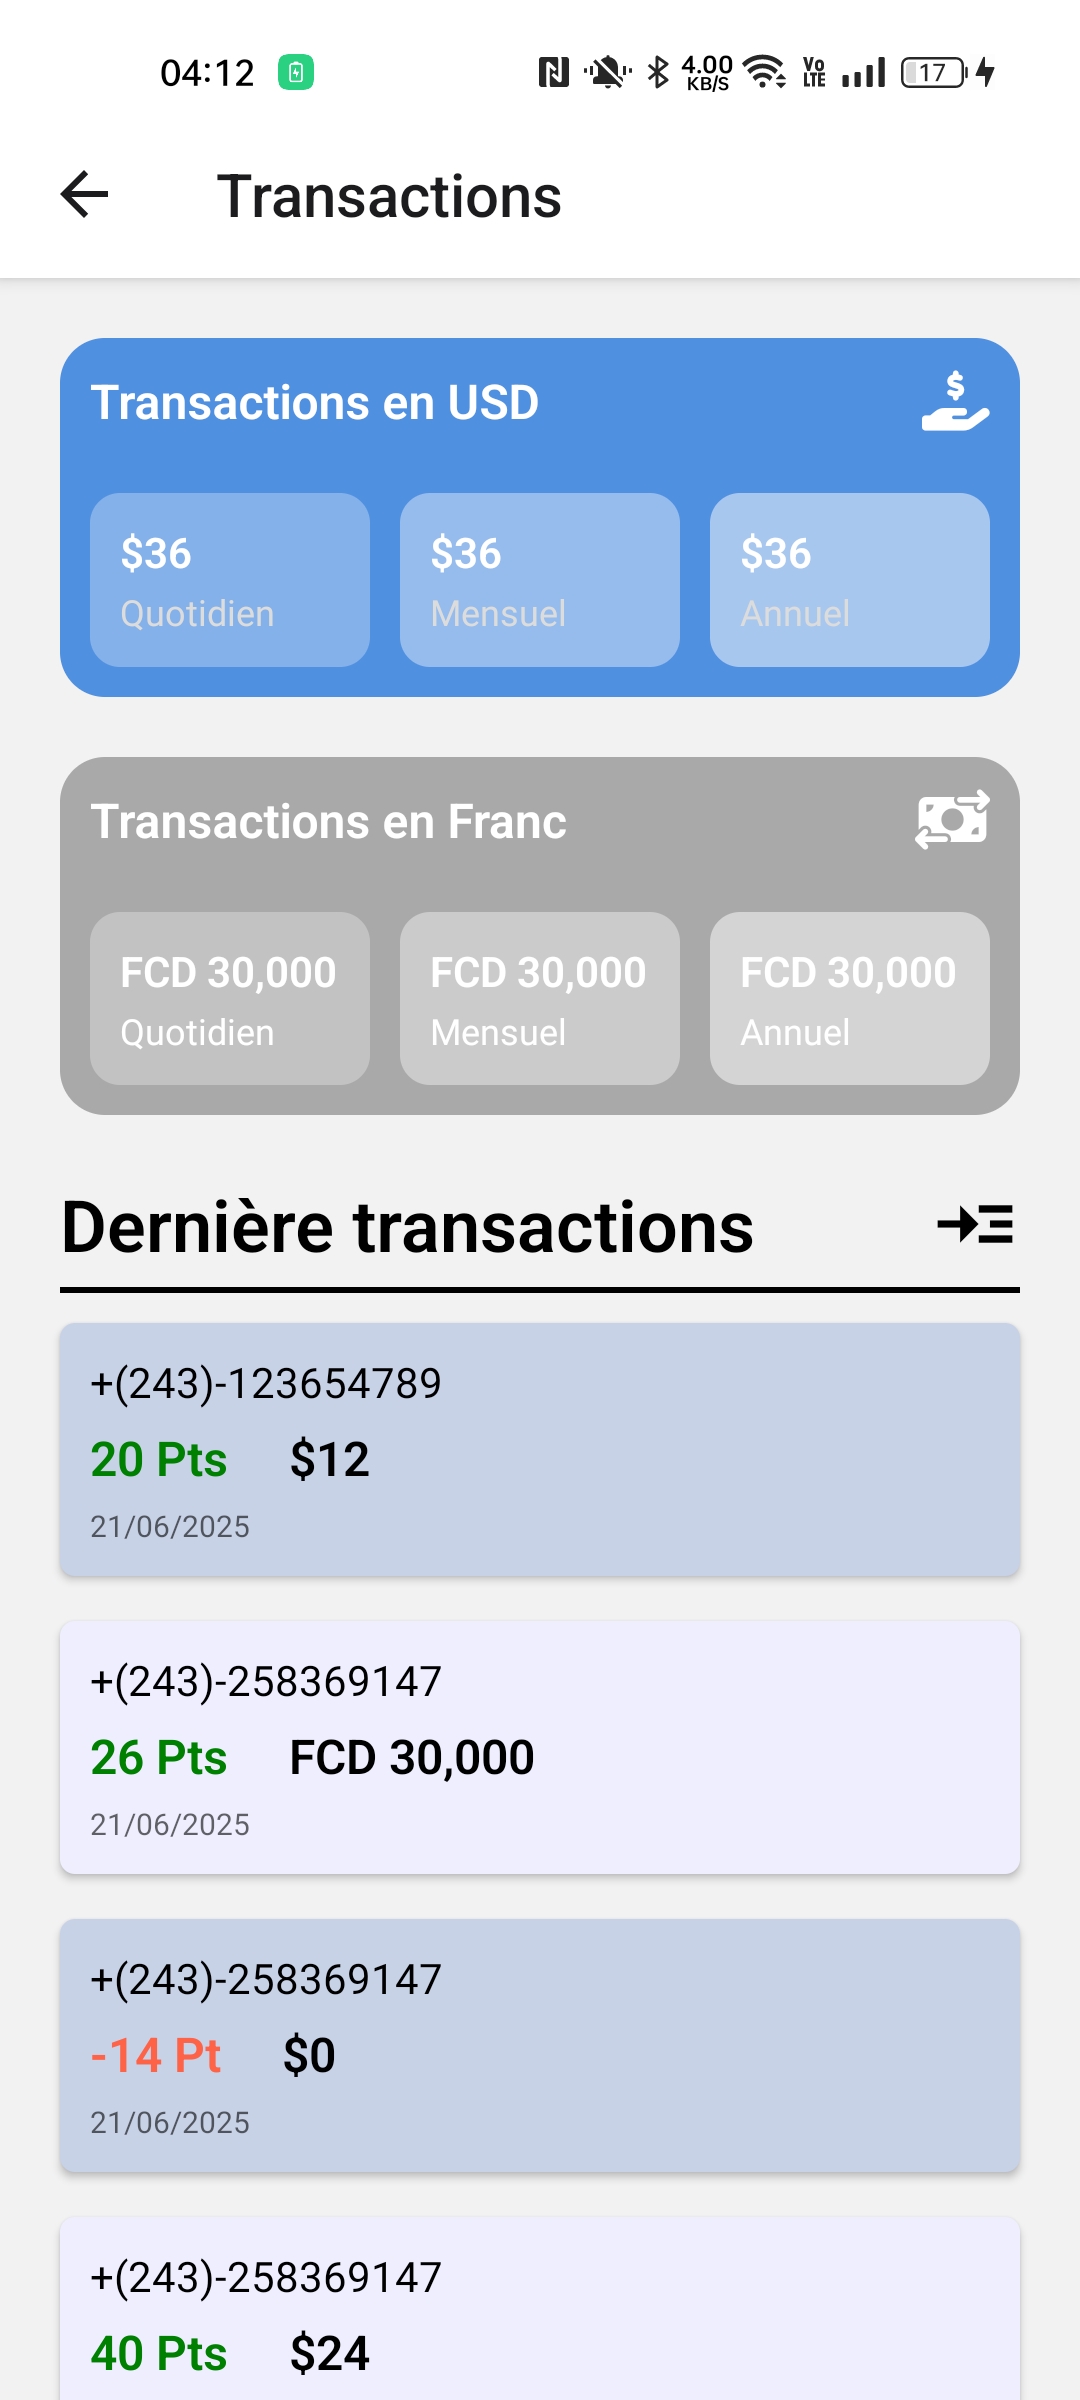 04:12 4.00 KB/S Vo LTE 17
Transactions
Transactions en USD
$
$36 $36 $36
Quotidien Mensuel Annuel
Transactions en Franc
FCD 30,000 FCD 30,000 FCD 30,000
Quotidien Mensuel Annuel
Dernière transactions
+(243)-123654789
20 Pts $12
21/06/2025
+(243)-258369147
26 Pts FCD 30,000
21/06/2025
+(243)-258369147
-14 Pt $0
21/06/2025
+(243)-258369147
40 Pts $24